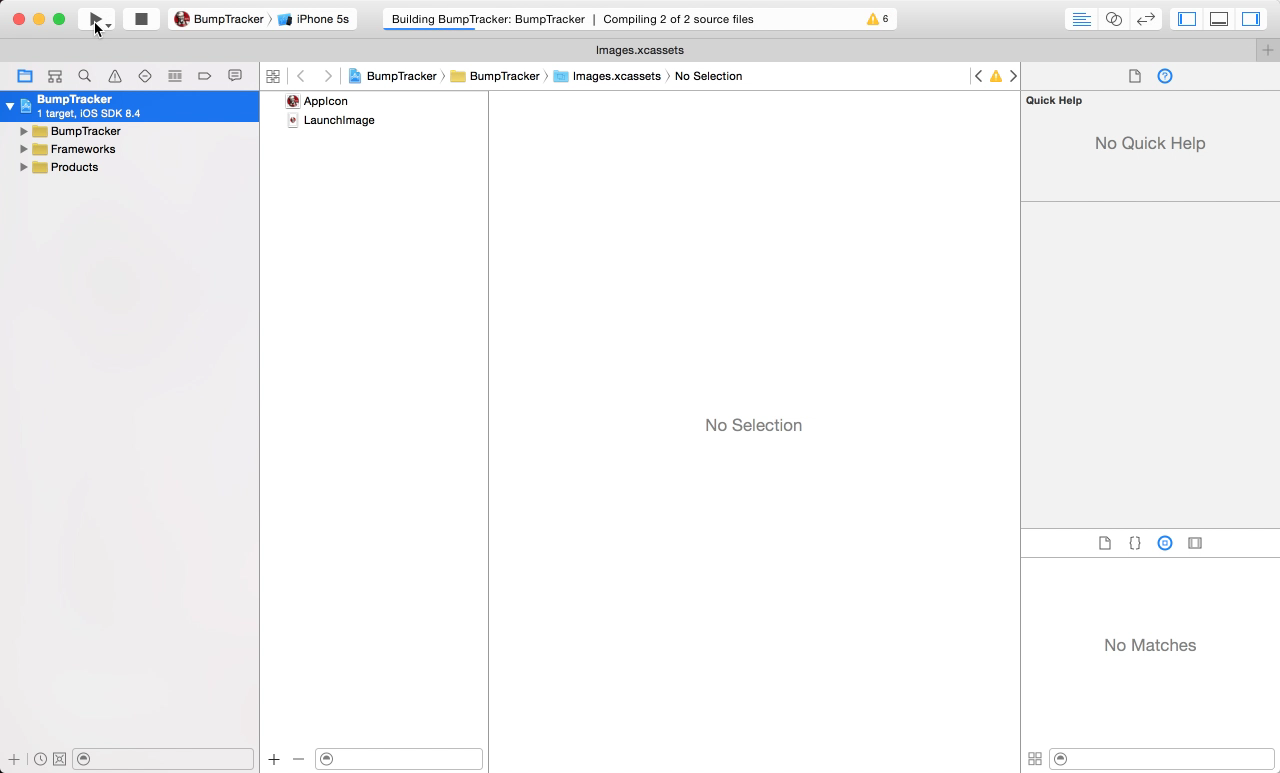 BumpTracker 〉 iPhone 5s
Building BumpTracker: BumpTracker | Compiling 2 of 2 source files 6
Images.xcassets
BumpTracker 〉 BumpTracker 〉 Images.xcassets 〉 No Selection
BumpTracker
1 target, iOS SDK 8.4
BumpTracker
Frameworks
Products
AppIcon
LaunchImage
No Selection
Quick Help
No Quick Help
No Matches